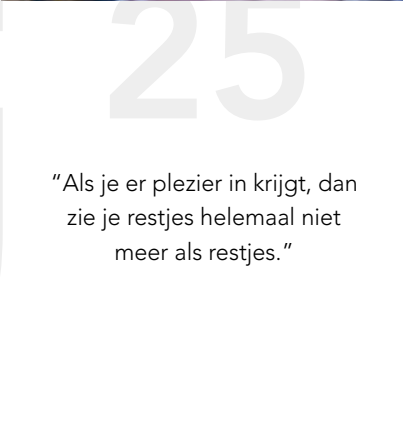 25
“Als je er plezier in krijgt, dan
zie je restjes helemaal niet
meer als restjes.”